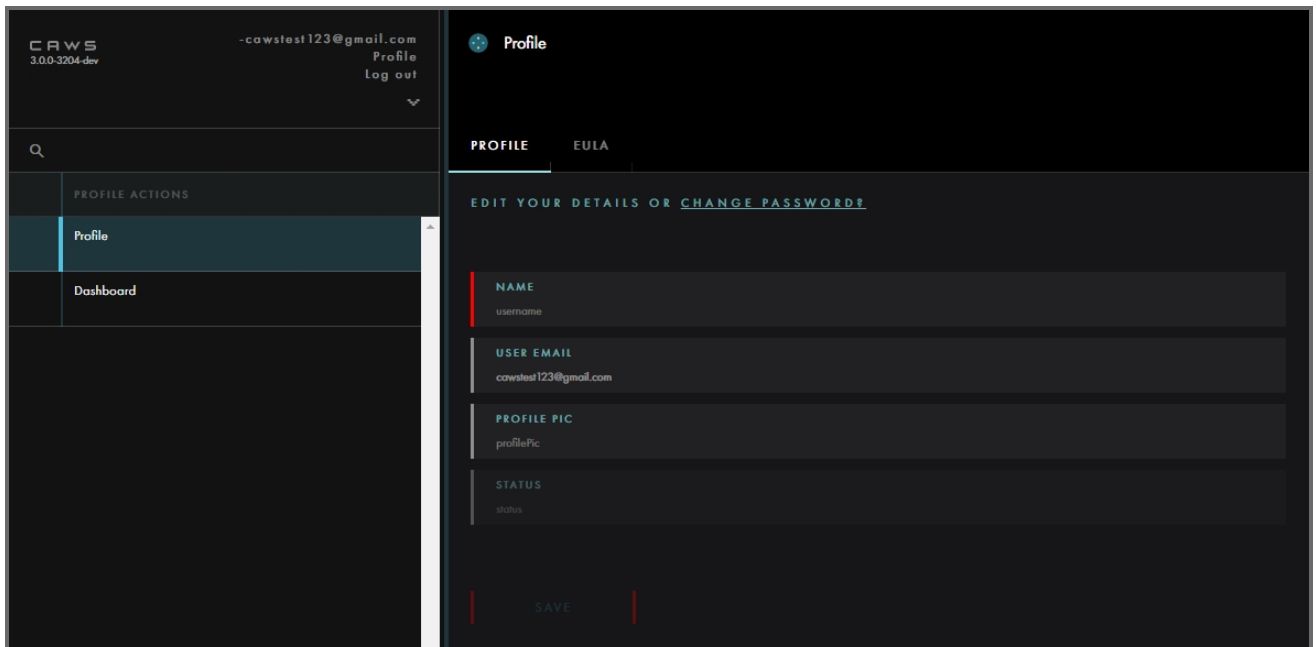 CAWS
3.0.0-3204-dev
-cawstest123@gmail.com
Profile
Log out
PROFILE ACTIONS
Profile
Dashboard
Profile
PROFILE EULA
EDIT YOUR DETAILS OR CHANGE PASSWORD?
NAME
username
USER EMAIL
cawstest123@gmail.com
PROFILE PIC
profilePic
STATUS
status
SAVE